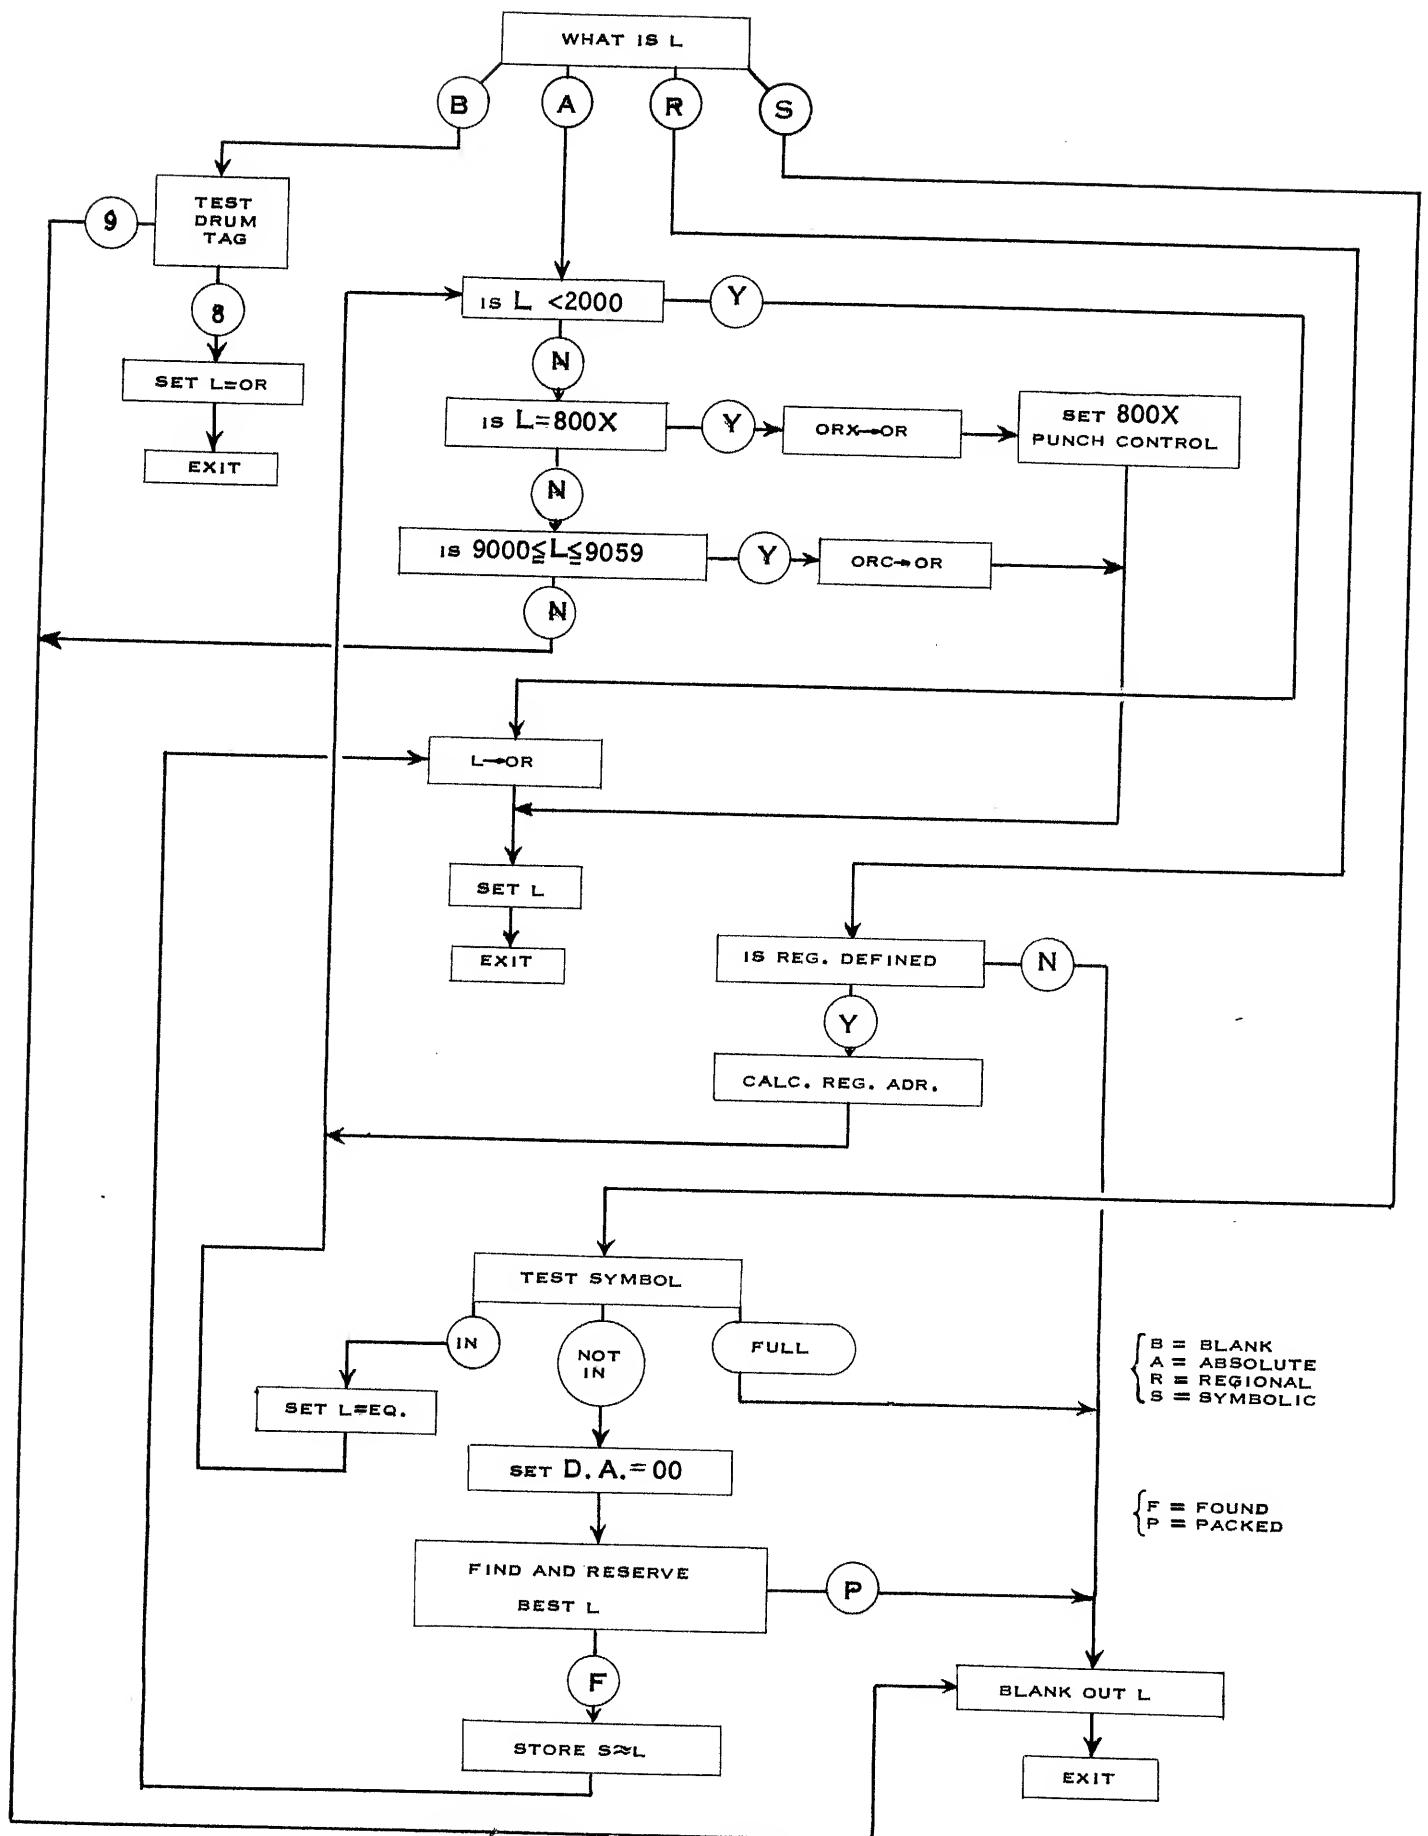 WHAT IS L
B
A
R
S
TEST
DRUM
TAG
9
8
SET L=OR
EXIT
IS L <2000
Y
N
IS L=800X
Y
ORX→OR
SET 800X
PUNCH CONTROL
N
IS 9000≦L≦9059
Y
ORC→OR
N
L→OR
SET L
EXIT
IS REG. DEFINED
N
Y
CALC. REG. ADR.
TEST SYMBOL
IN
NOT
IN
FULL
SET L=EQ.
B = BLANK
A = ABSOLUTE
R = REGIONAL
S = SYMBOLIC
SET D. A.=00
F = FOUND
P = PACKED
FIND AND RESERVE
BEST L
P
F
STORE S≈L
BLANK OUT L
EXIT